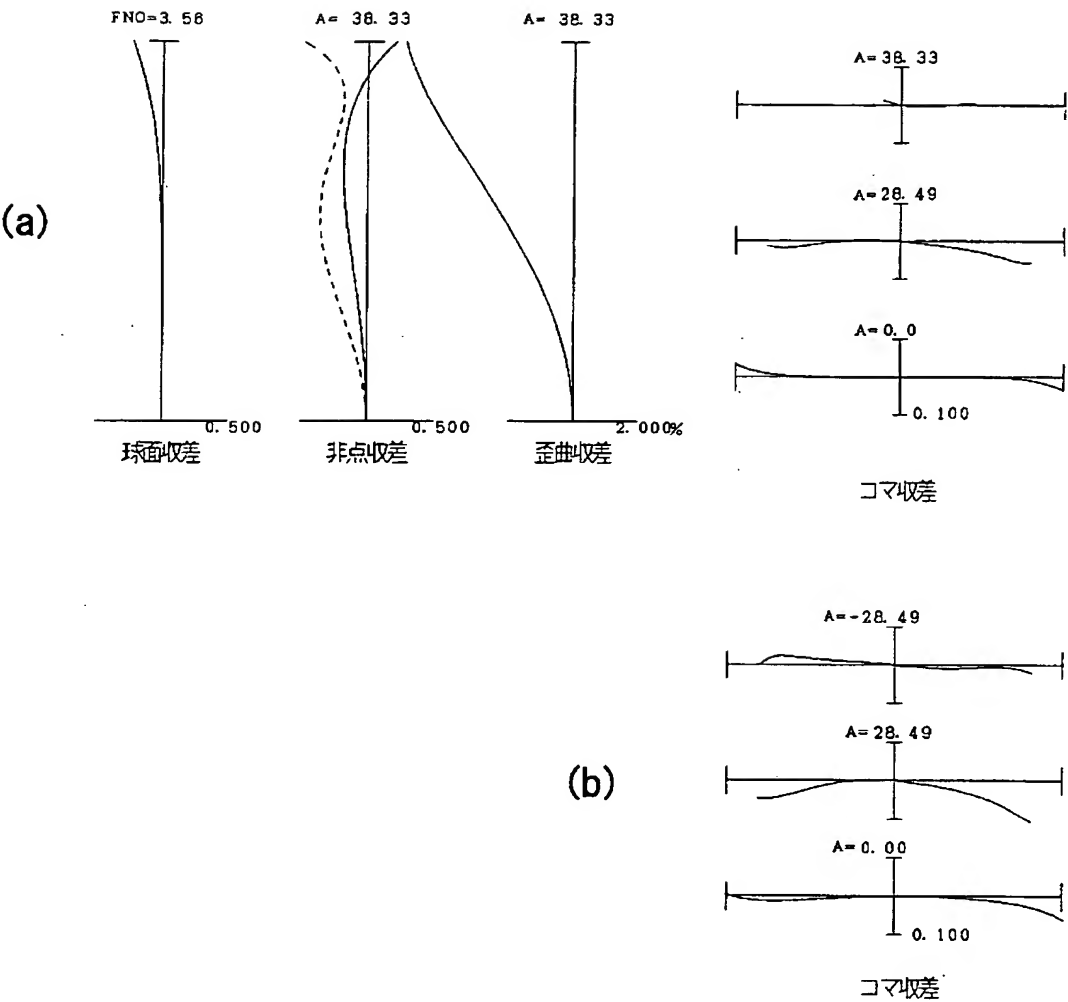 FNO=3.56
A= 38.33
A= 38.33
A=38.33
A=28.49
(a)
A=0.0
0.100
0.500
0.500
2.000%
球面収差
非点収差
歪曲収差
コマ収差
A=-28.49
A=28.49
(b)
A=0.00
0.100
コマ収差